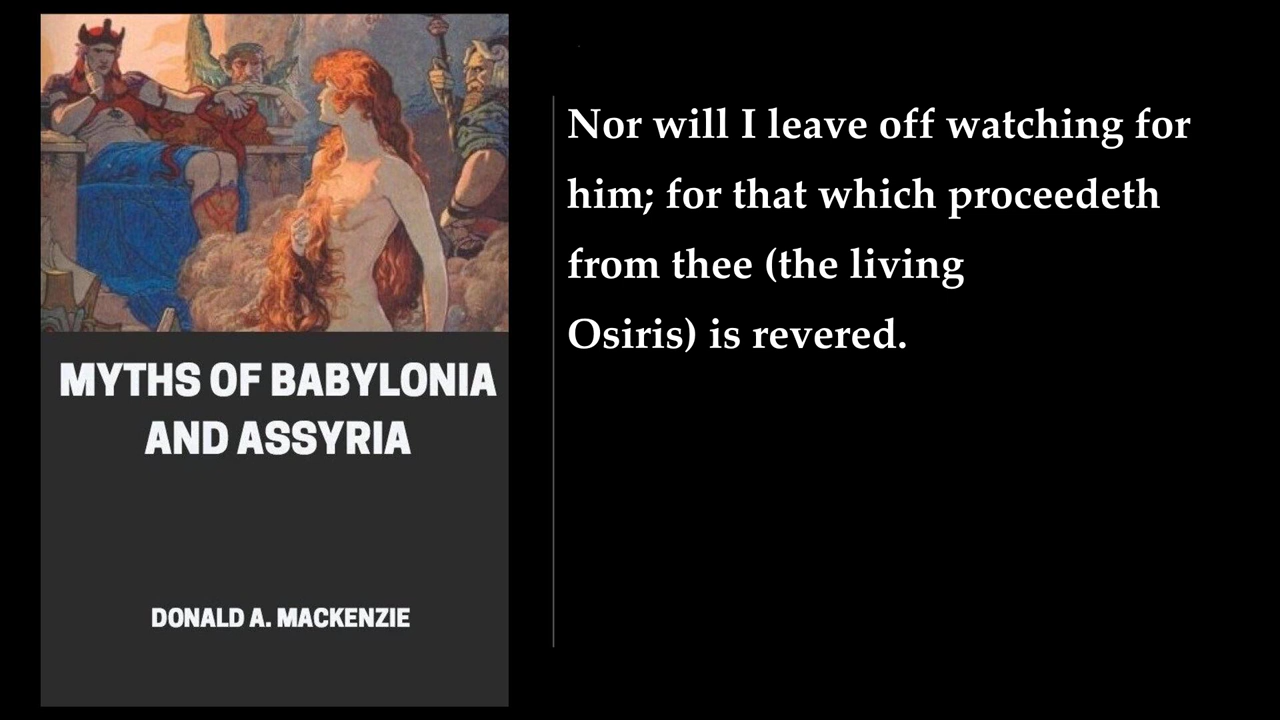 MYTHS OF BABYLONIA
AND ASSYRIA
DONALD A. MACKENZIE
Nor will I leave off watching for
him; for that which proceedeth
from thee (the living
Osiris) is revered.